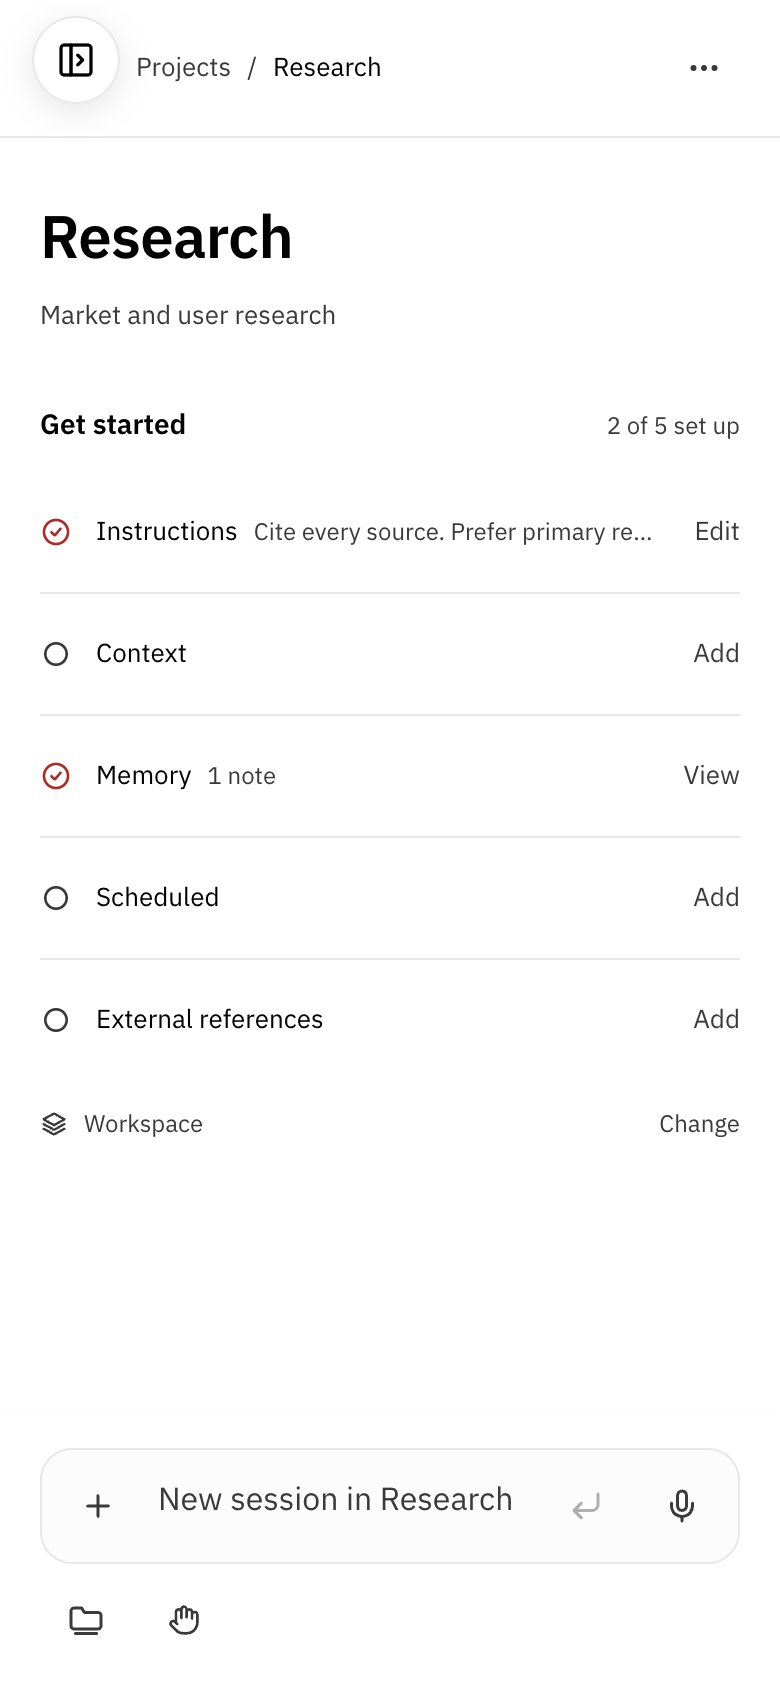 Projects / Research
Research
Market and user research
Get started 2 of 5 set up
Instructions Cite every source. Prefer primary re... Edit
Context Add
Memory 1 note View
Scheduled Add
External references Add
Workspace Change
New session in Research